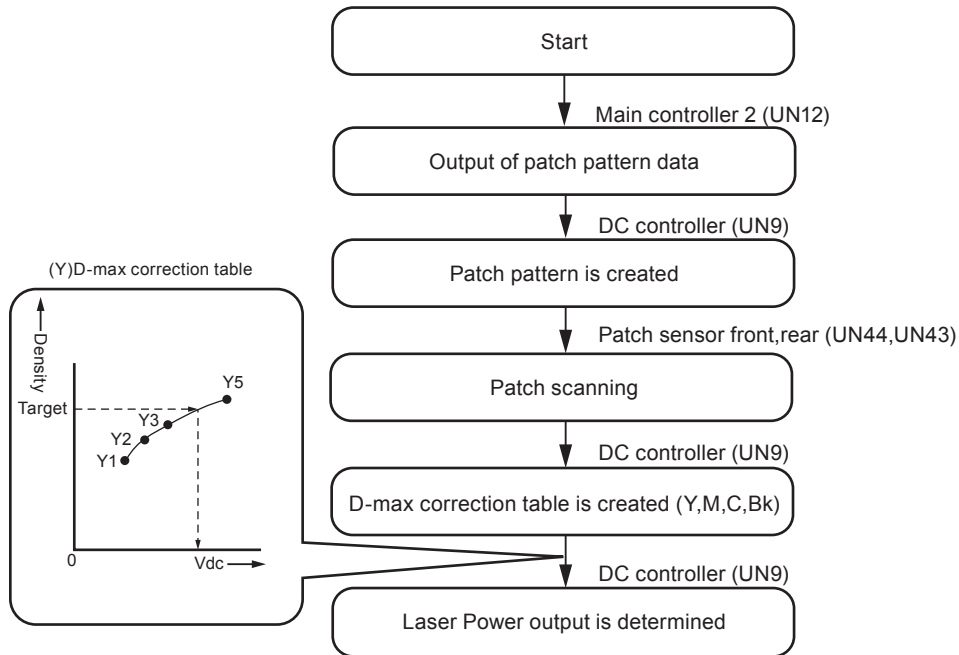 Start
Main controller 2 (UN12)
Output of patch pattern data
DC controller (UN9)
Patch pattern is created
Patch sensor front,rear (UN44,UN43)
Patch scanning
DC controller (UN9)
D-max correction table is created (Y,M,C,Bk)
DC controller (UN9)
Laser Power output is determined
(Y)D-max correction table
Density
Target
Y1
Y2
Y3
Y5
0
Vdc